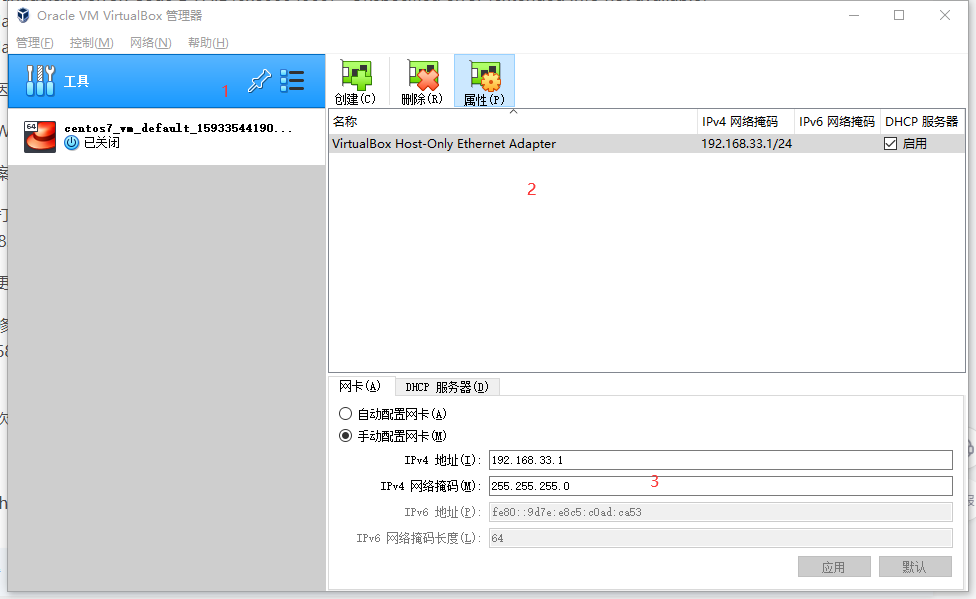 Oracle VM VirtualBox 管理器
管理(F) 控制(M) 网络(N) 帮助(H)
工具
1
centos7_vm_default_15933544190...
已关闭
64
创建(C) 删除(R) 属性(P)
名称 IPv4 网络掩码 IPv6 网络掩码 DHCP 服务器
VirtualBox Host-Only Ethernet Adapter 192.168.33.1/24 启用
2
网卡(A) DHCP 服务器(D)
自动配置网卡(A)
手动配置网卡(M)
IPv4 地址(I): 192.168.33.1
IPv4 网络掩码(M): 255.255.255.0
3
IPv6 地址(P): fe80::9d7e:e8c5:c0ad:ca53
IPv6 网络掩码长度(L): 64
应用 默认